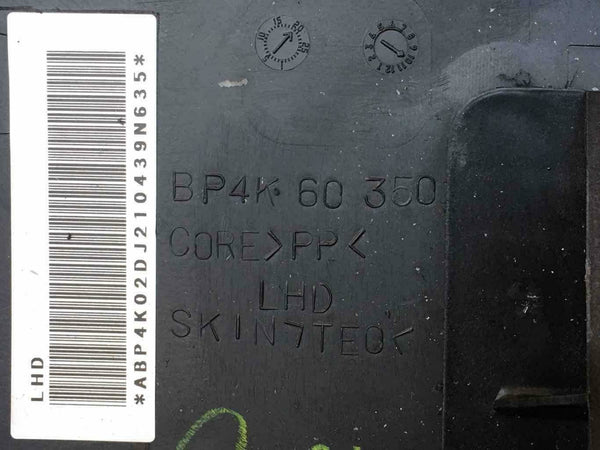 LHD
*ABP4K02DJ210439N635*
BP4K 60 350
CORE>PP<
LHD
SKIN>TEO<